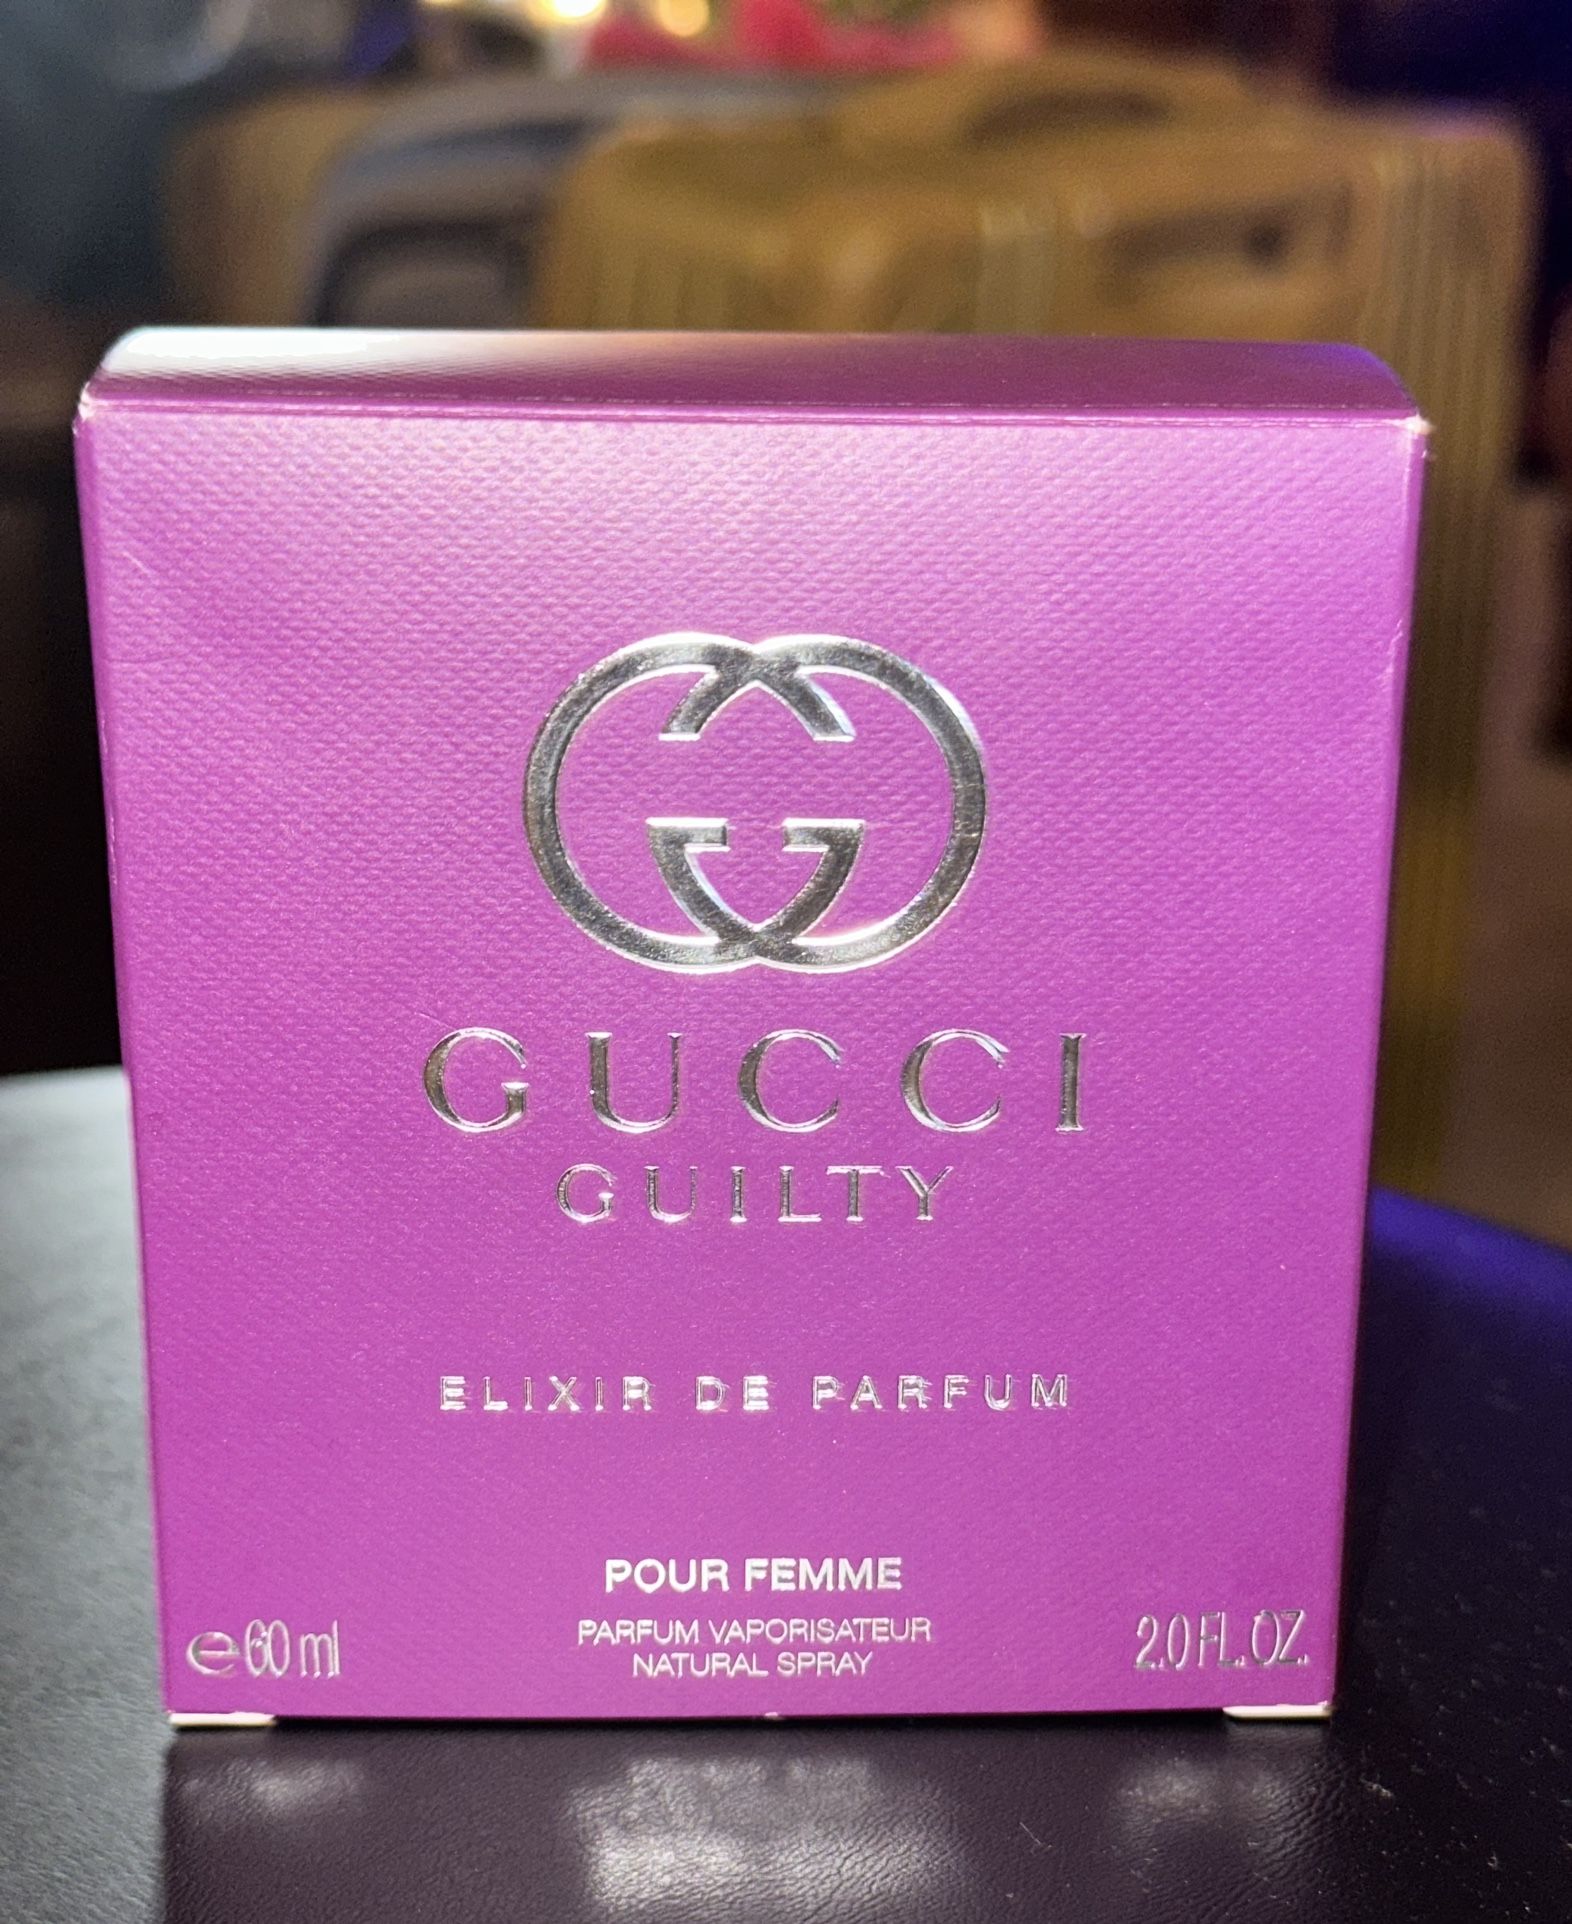 GUCCI
GUILTY
ELIXIR DE PARFUM
POUR FEMME
PARFUM VAPORISATEUR
NATURAL SPRAY
℮60 ml
2.0 FL.OZ.